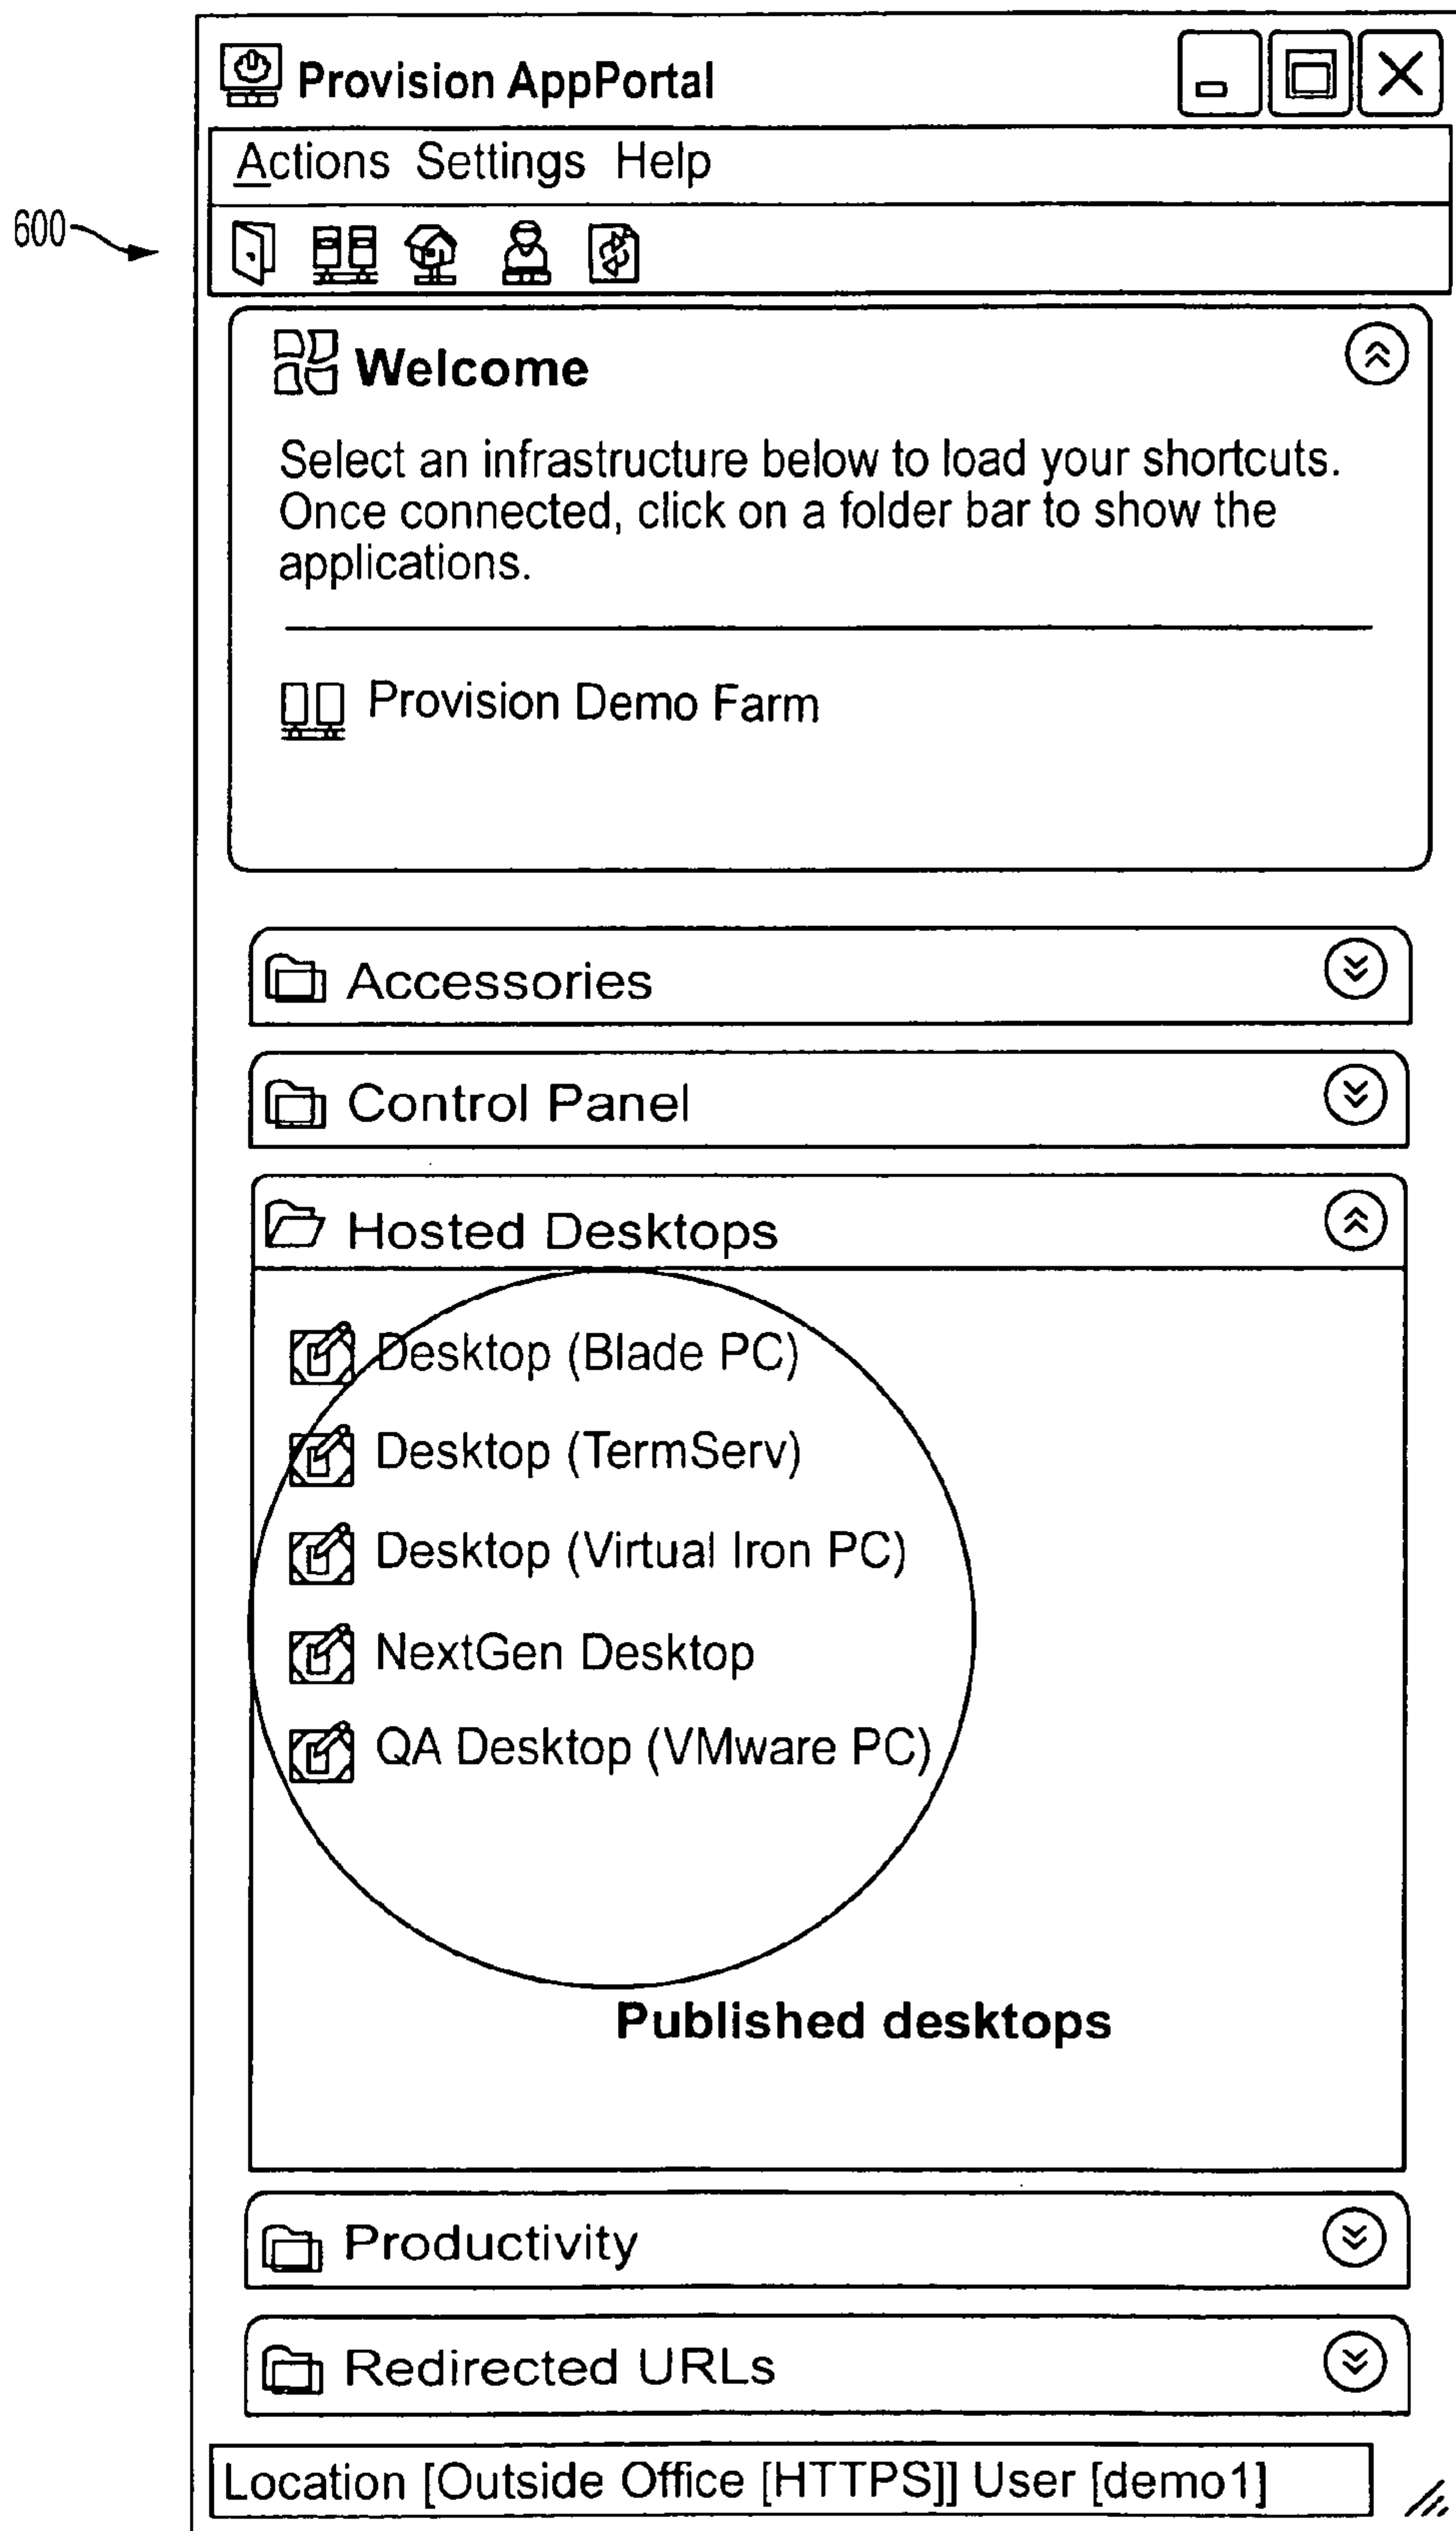 Provision AppPortal
Actions Settings Help
600
Welcome
Select an infrastructure below to load your shortcuts.
Once connected, click on a folder bar to show the
applications.
Provision Demo Farm
Accessories
Control Panel
Hosted Desktops
Desktop (Blade PC)
Desktop (TermServ)
Desktop (Virtual Iron PC)
NextGen Desktop
QA Desktop (VMware PC)
Published desktops
Productivity
Redirected URLs
Location [Outside Office [HTTPS]] User [demo1]